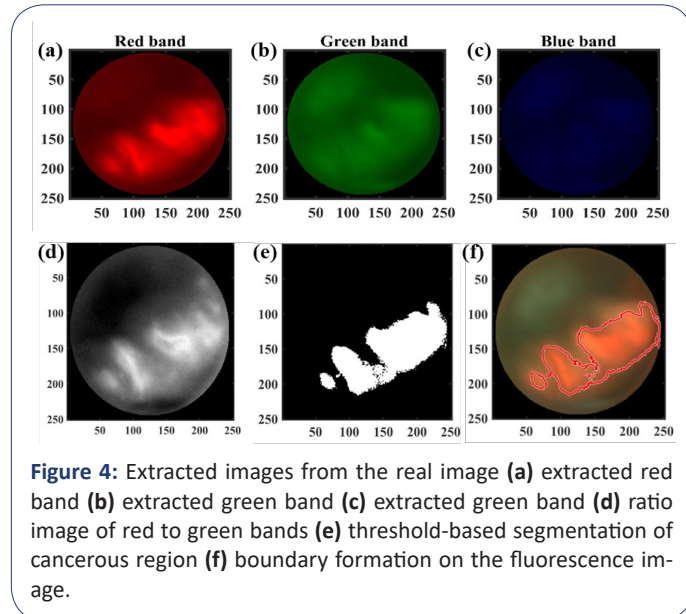 Red band
Green band
Blue band
(a)
(b)
(c)
50
100
150
200
250
50 100 150 200 250
50
100
150
200
250
50 100 150 200 250
50
100
150
200
250
50 100 150 200 250
(d)
(e)
(f)
50
100
150
200
250
50 100 150 200 250
50
100
150
200
250
50 100 150 200 250
50
100
150
200
250
50 100 150 200 250
Figure 4: Extracted images from the real image (a) extracted red
band (b) extracted green band (c) extracted green band (d) ratio
image of red to green bands (e) threshold-based segmentation of
cancerous region (f) boundary formation on the fluorescence im-
age.